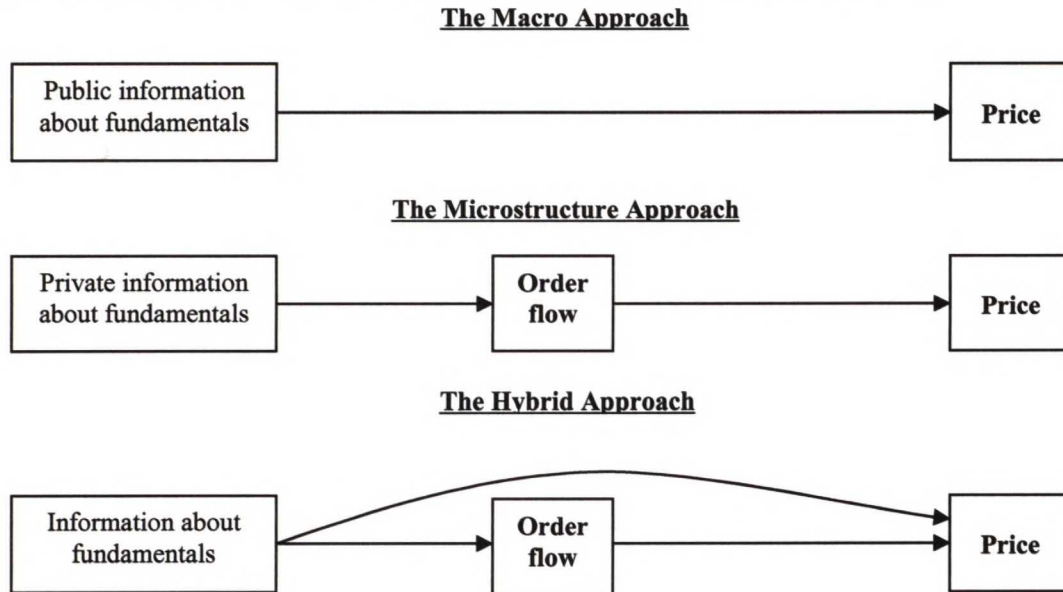 The Macro Approach
Public information
about fundamentals
Price
The Microstructure Approach
Private information
about fundamentals
Order
flow
Price
The Hybrid Approach
Information about
fundamentals
Order
flow
Price